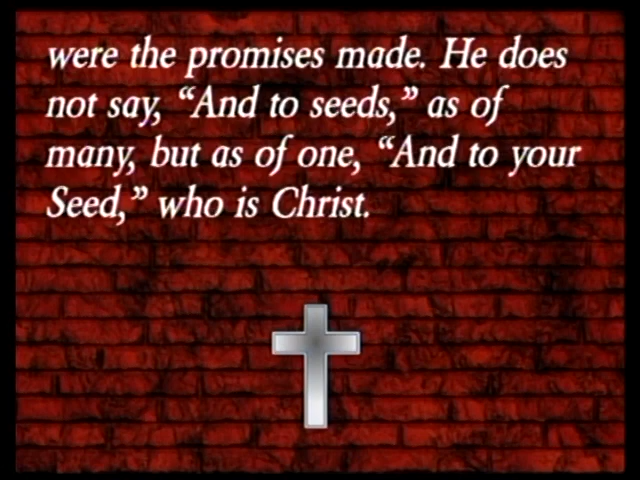 were the promises made. He does
not say, “And to seeds,” as of
many, but as of one, “And to your
Seed,” who is Christ.